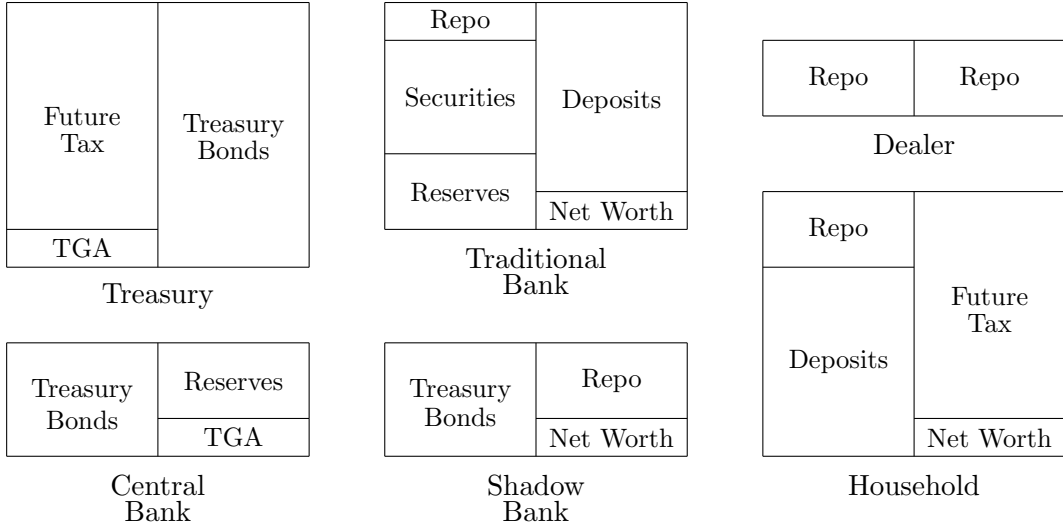 Future
Tax
Treasury
Bonds
TGA
Treasury
Repo
Securities
Deposits
Reserves
Net Worth
Traditional
Bank
Repo
Repo
Dealer
Treasury
Bonds
Reserves
TGA
Central
Bank
Treasury
Bonds
Repo
Net Worth
Shadow
Bank
Repo
Future
Tax
Deposits
Net Worth
Household